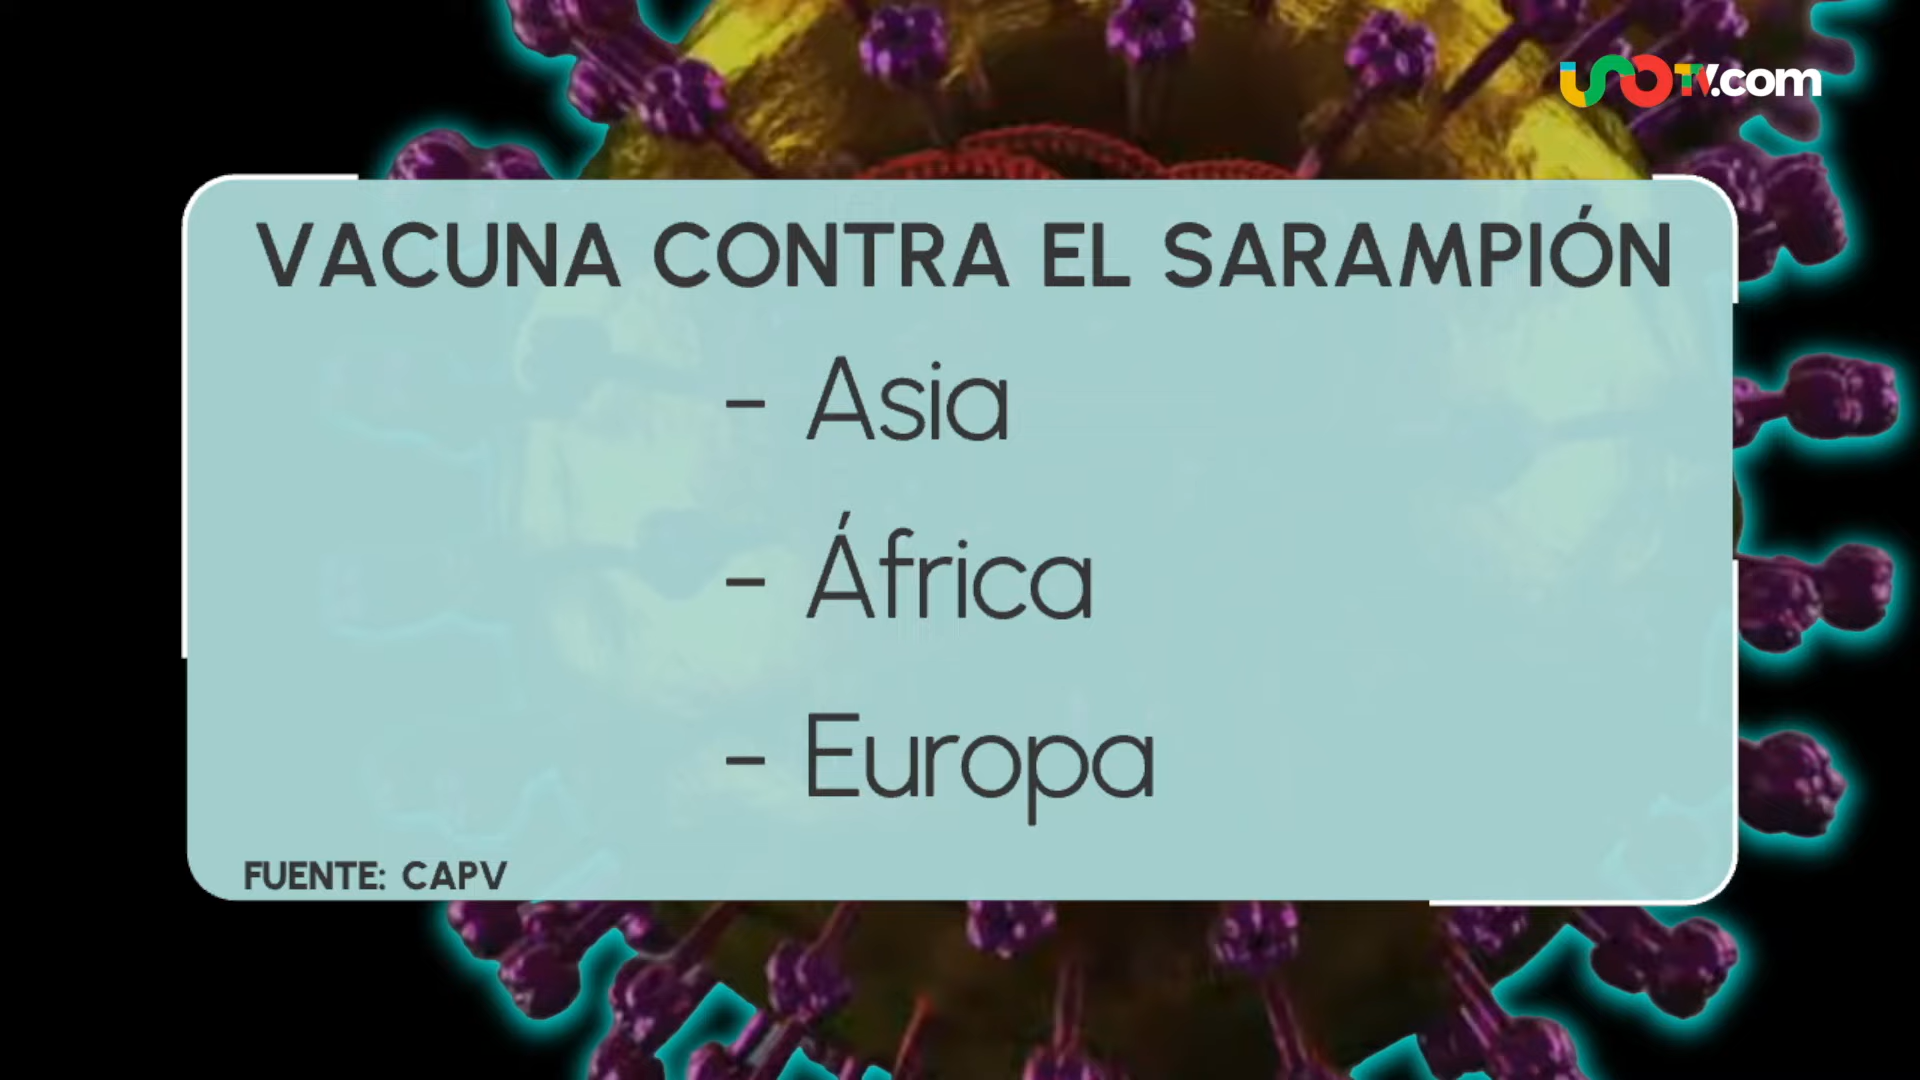 unoTV.com
VACUNA CONTRA EL SARAMPIÓN
- Asia
- África
- Europa
FUENTE: CAPV